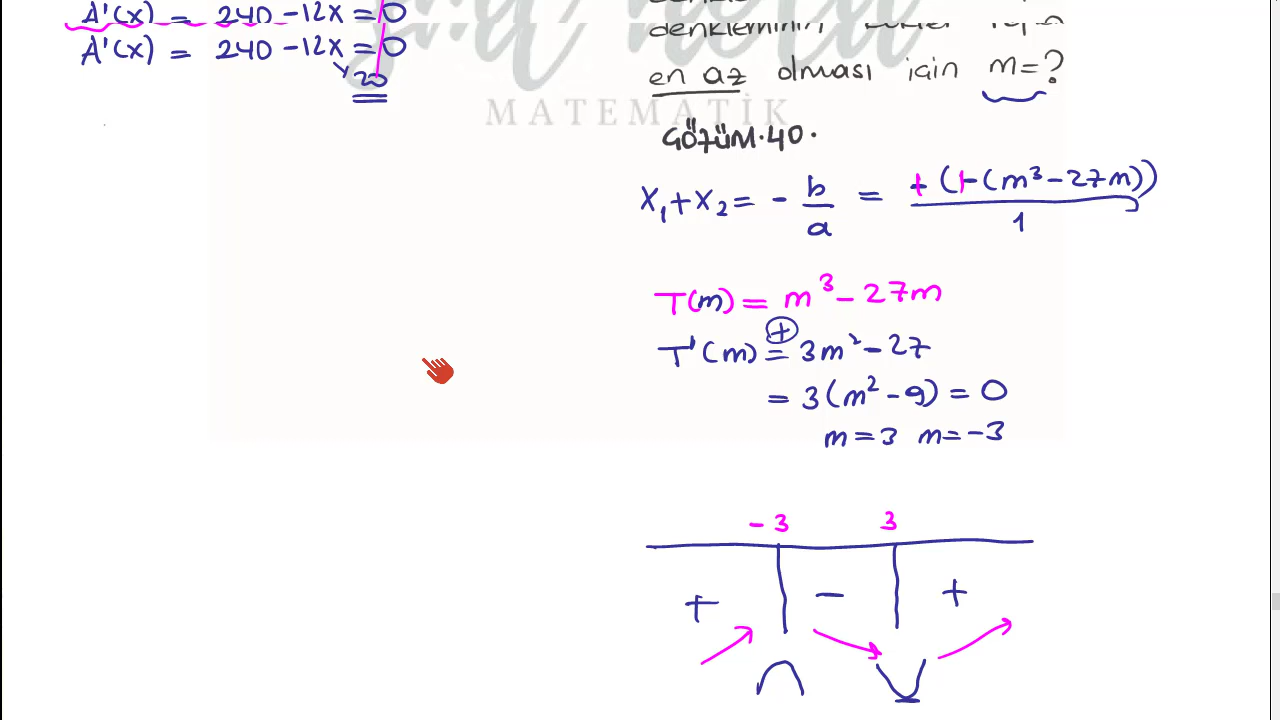 A'(x) = 240 - 12x = 0
A'(x) = 240 - 12x = 0
20
denkleminin
en az olması için m=?
MATEMATİK
ÇÖZÜM.40.
x₁+x₂ = - b/a = + (+(m³-27m)) / 1
T(m) = m³ - 27m
T'(m) = 3m² - 27
+
= 3(m² - 9) = 0
m = 3 m = -3
-3 3
+ - +